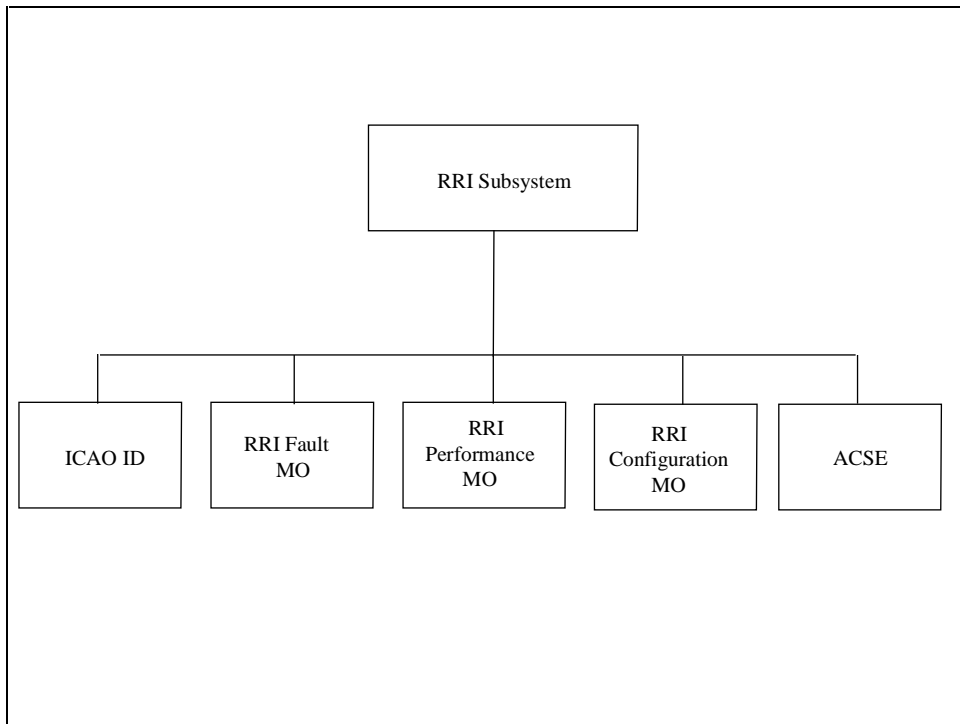 RRI Subsystem
ICAO ID
RRI Fault
MO
RRI
Performance
MO
RRI
Configuration
MO
ACSE